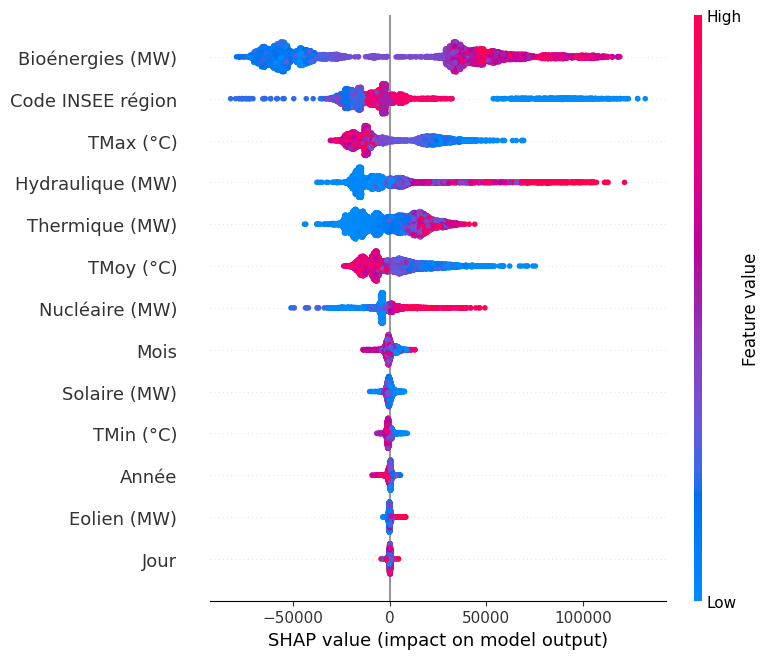 High
Bioénergies (MW)
Code INSEE région
TMax (°C)
Hydraulique (MW)
Thermique (MW)
TMoy (°C)
Nucléaire (MW)
Mois
Solaire (MW)
TMin (°C)
Année
Eolien (MW)
Jour
Feature value
Low
−50000 0 50000 100000
SHAP value (impact on model output)